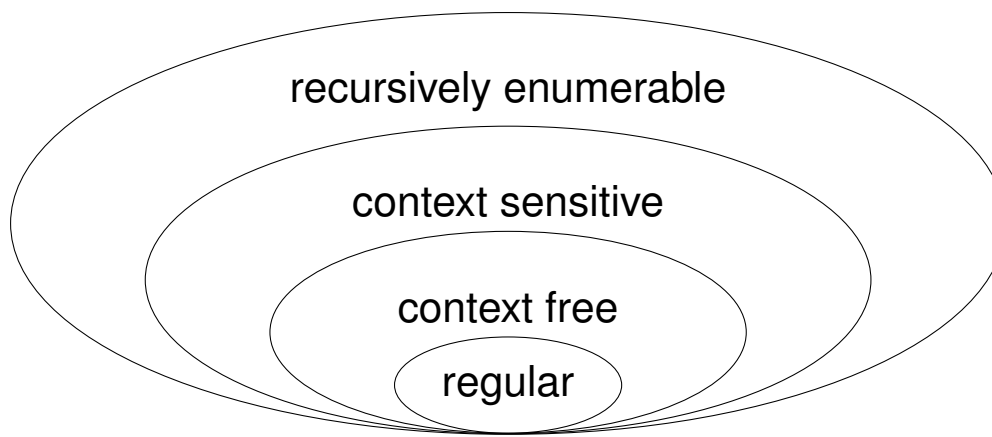 recursively enumerable
context sensitive
context free
regular